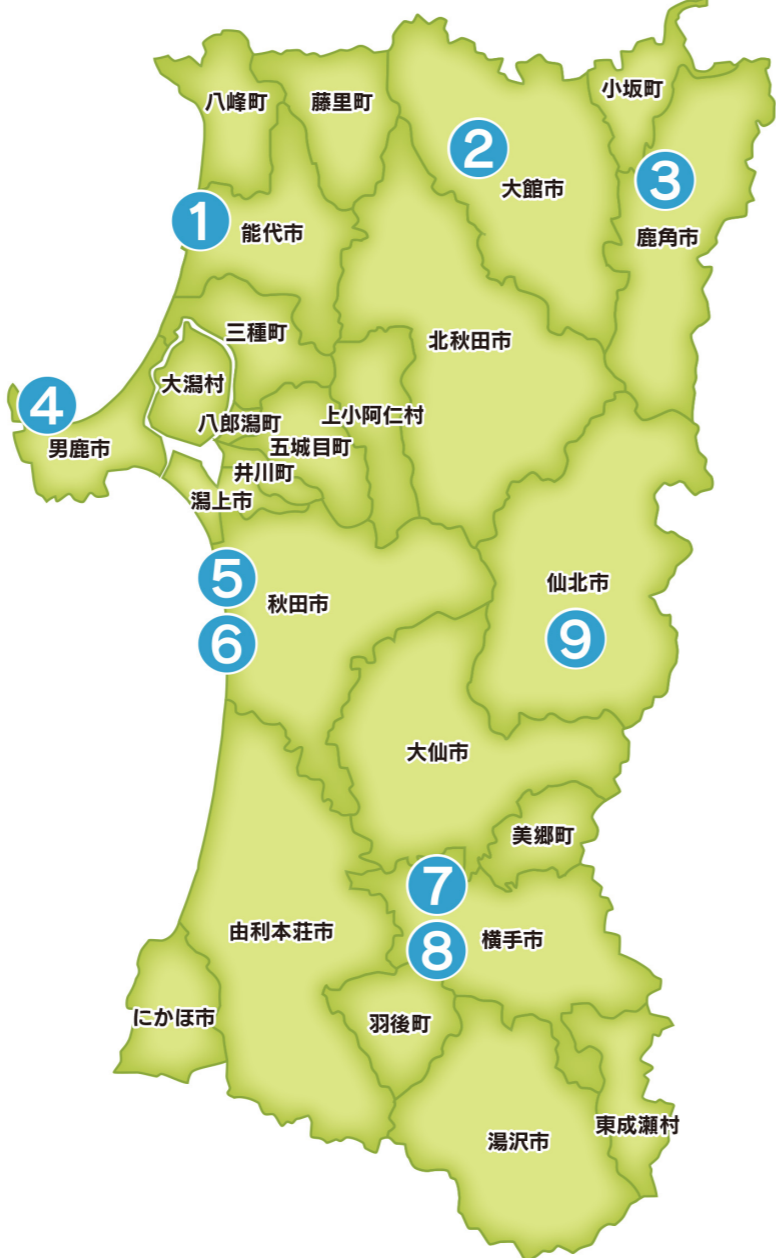 八峰町
藤里町
小坂町
2
大館市
3
鹿角市
1
能代市
三種町
北秋田市
大潟村
4
男鹿市
八郎潟町
上小阿仁村
五城目町
井川町
潟上市
5
秋田市
6
仙北市
9
大仙市
美郷町
7
8
横手市
由利本荘市
にかほ市
羽後町
湯沢市
東成瀬村